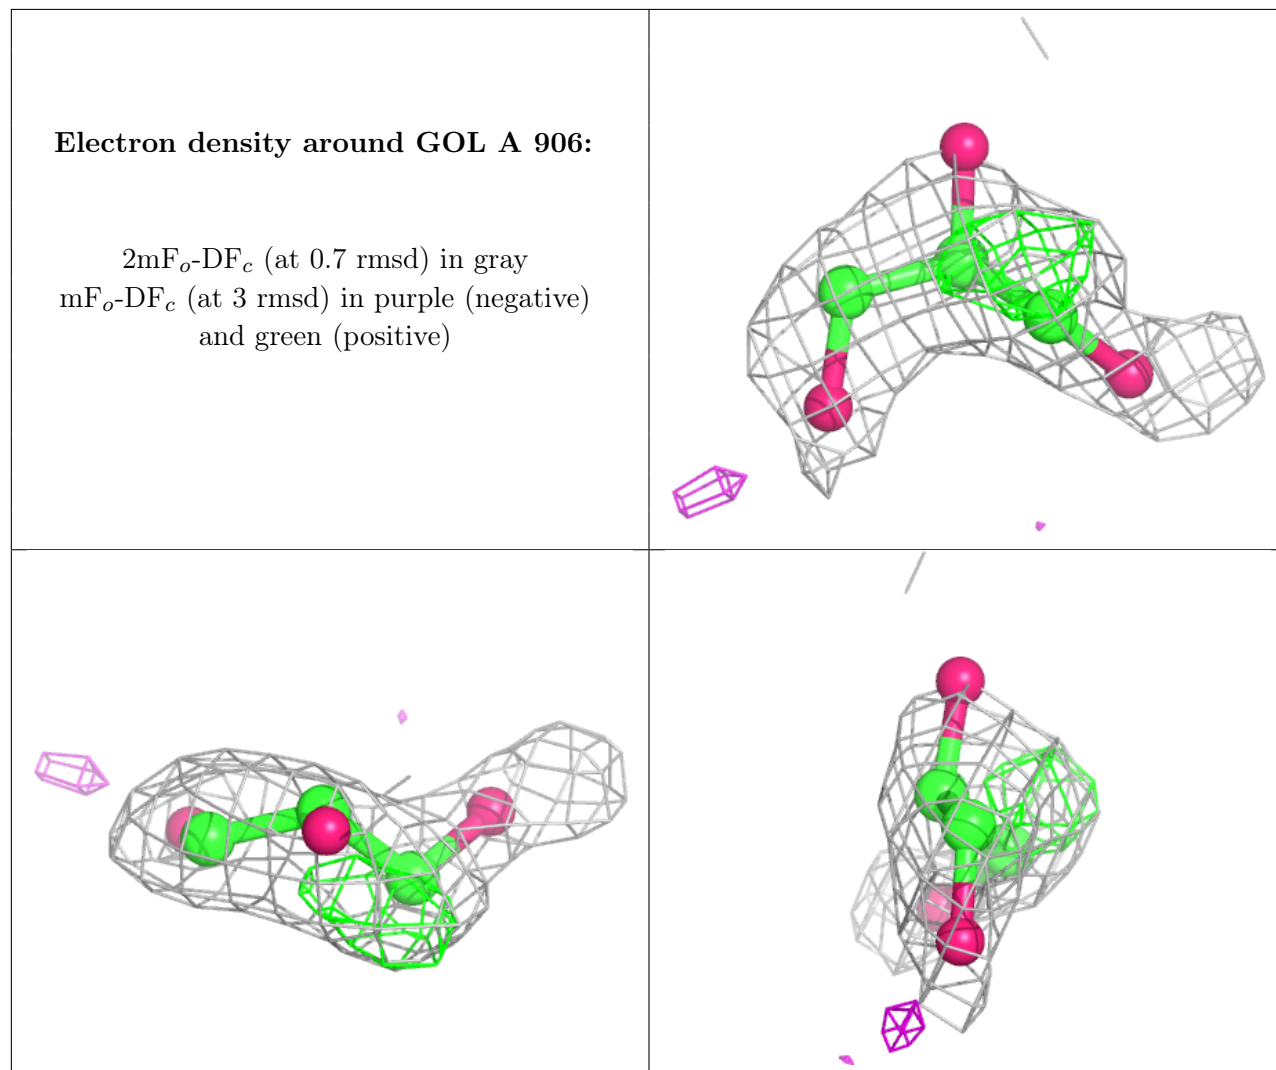 Electron density around GOL A 906:
2mFo-DFc (at 0.7 rmsd) in gray
mFo-DFc (at 3 rmsd) in purple (negative)
and green (positive)